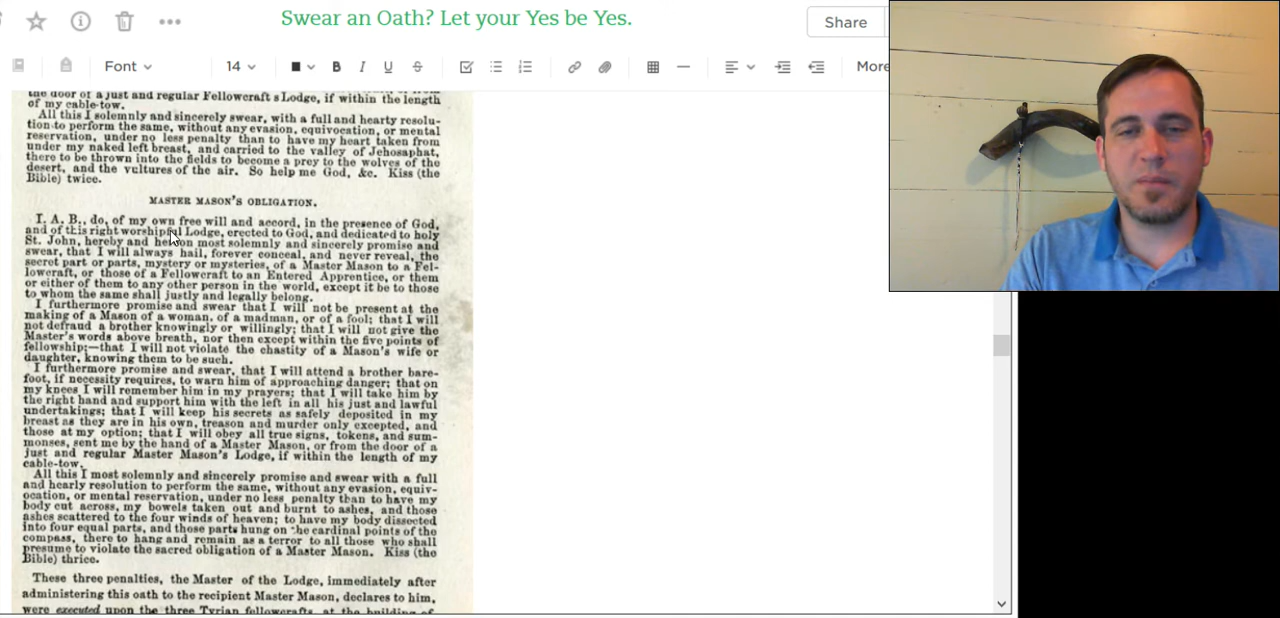 Swear an Oath? Let your Yes be Yes.
Share
Font
14
B
I
U
S
More
the door of a just and regular Fellowcraft s Lodge, if within the length
of my cable-tow.
All this I solemnly and sincerely swear, with a full and hearty resolu-
tion to perform the same, without any evasion, equivocation, or mental
reservation, under no less penalty than to have my heart taken from
under my naked left breast, and carried to the valley of Jehosaphat,
there to be thrown into the fields to become a prey to the wolves of the
desert, and the vultures of the air. So help me God, &c. Kiss (the
Bible) twice.
MASTER MASON'S OBLIGATION.
I, A. B., do, of my own free will and accord, in the presence of God,
and of this right worshipful Lodge, erected to God, and dedicated to holy
St. John, hereby and hereon most solemnly and sincerely promise and
swear, that I will always hail, forever conceal, and never reveal, the
secret part or parts, mystery or mysteries, of a Master Mason to a Fel-
lowcraft, or those of a Fellowcraft to an Entered Apprentice, or them
or either of them to any other person in the world, except it be to those
to whom the same shall justly and legally belong.
I furthermore promise and swear that I will not be present at the
making of a Mason of a woman, of a madman, or of a fool; that I will
not defraud a brother knowingly or willingly; that I will not give the
Master's words above breath, nor then except within the five points of
fellowship;—that I will not violate the chastity of a Mason's wife or
daughter, knowing them to be such.
I furthermore promise and swear, that I will attend a brother bare-
foot, if necessity requires, to warn him of approaching danger; that on
my knees I will remember him in my prayers; that I will take him by
the right hand and support him with the left in all his just and lawful
undertakings; that I will keep his secrets as safely deposited in my
breast as they are in his own, treason and murder only excepted, and
those at my option; that I will obey all true signs, tokens, and sum-
monses, sent me by the hand of a Master Mason, or from the door of a
just and regular Master Mason's Lodge, if within the length of my
cable-tow.
All this I most solemnly and sincerely promise and swear with a full
and hearly resolution to perform the same, without any evasion, equiv-
ocation, or mental reservation, under no less penalty than to have my
body cut across, my bowels taken out and burnt to ashes, and those
ashes scattered to the four winds of heaven; to have my body dissected
into four equal parts, and those parts hung on the cardinal points of the
compass, there to hang and remain as a terror to all those who shall
presume to violate the sacred obligation of a Master Mason. Kiss (the
Bible) thrice.
These three penalties, the Master of the Lodge, immediately after
administering this oath to the recipient Master Mason, declares to him,
were executed upon the three Tyrian fellowcrafts, at the building of